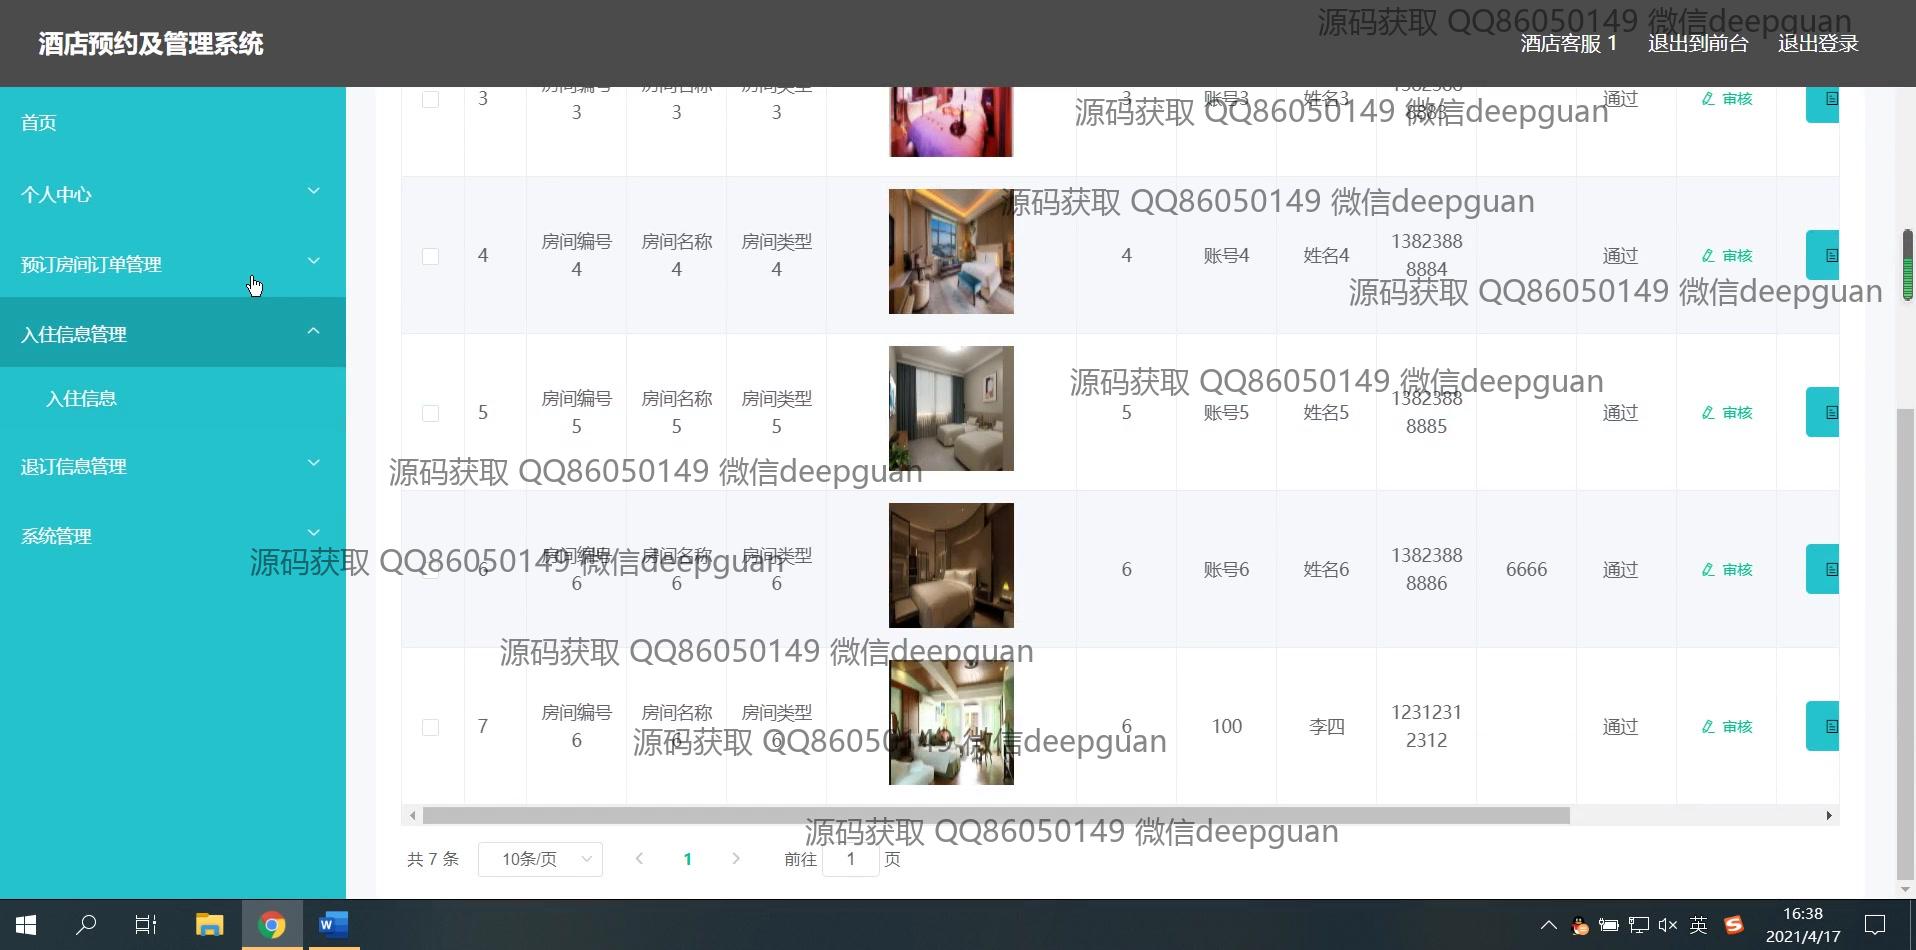 源码获取 QQ86050149 微信deepguan
酒店预约及管理系统
酒店客服 1 退出到前台 退出登录
首页
个人中心
预订房间订单管理
入住信息管理
入住信息
退订信息管理
系统管理
3 房间编号 房间名称 房间类型 3 账号3 姓名3 1382388 通过 审核
3 3 3 8883
源码获取 QQ86050149 微信deepguan
源码获取 QQ86050149 微信deepguan
4 房间编号 房间名称 房间类型 4 账号4 姓名4 1382388 通过 审核
4 4 4 8884
源码获取 QQ86050149 微信deepguan
源码获取 QQ86050149 微信deepguan
5 房间编号 房间名称 房间类型 5 账号5 姓名5 1382388 通过 审核
5 5 5 8885
源码获取 QQ86050149 微信deepguan
源码获取 QQ86050149 微信deepguan
6 房间编号 房间名称 房间类型 6 账号6 姓名6 1382388 6666 通过 审核
6 6 6 8886
源码获取 QQ86050149 微信deepguan
7 房间编号 房间名称 房间类型 6 100 李四 1231231 通过 审核
6 6 6 2312
源码获取 QQ86050149 微信deepguan
源码获取 QQ86050149 微信deepguan
共 7 条 10条/页 1 前往 1 页
英 16:38
2021/4/17